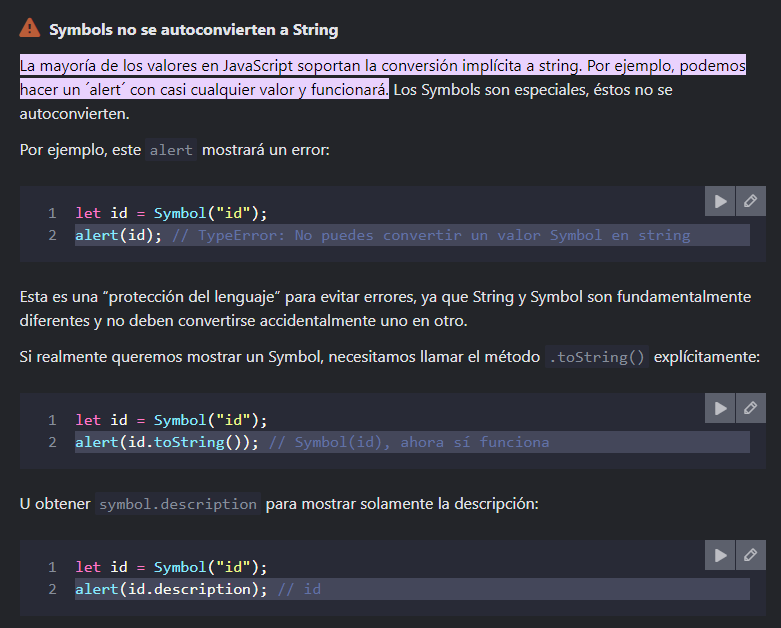 Symbols no se autoconvierten a String
La mayoría de los valores en JavaScript soportan la conversión implícita a string. Por ejemplo, podemos
hacer un ´alert´ con casi cualquier valor y funcionará. Los Symbols son especiales, éstos no se
autoconvierten.
Por ejemplo, este alert mostrará un error:
1 let id = Symbol("id");
2 alert(id); // TypeError: No puedes convertir un valor Symbol en string
Esta es una “protección del lenguaje” para evitar errores, ya que String y Symbol son fundamentalmente
diferentes y no deben convertirse accidentalmente uno en otro.
Si realmente queremos mostrar un Symbol, necesitamos llamar el método .toString() explícitamente:
1 let id = Symbol("id");
2 alert(id.toString()); // Symbol(id), ahora sí funciona
U obtener symbol.description para mostrar solamente la descripción:
1 let id = Symbol("id");
2 alert(id.description); // id